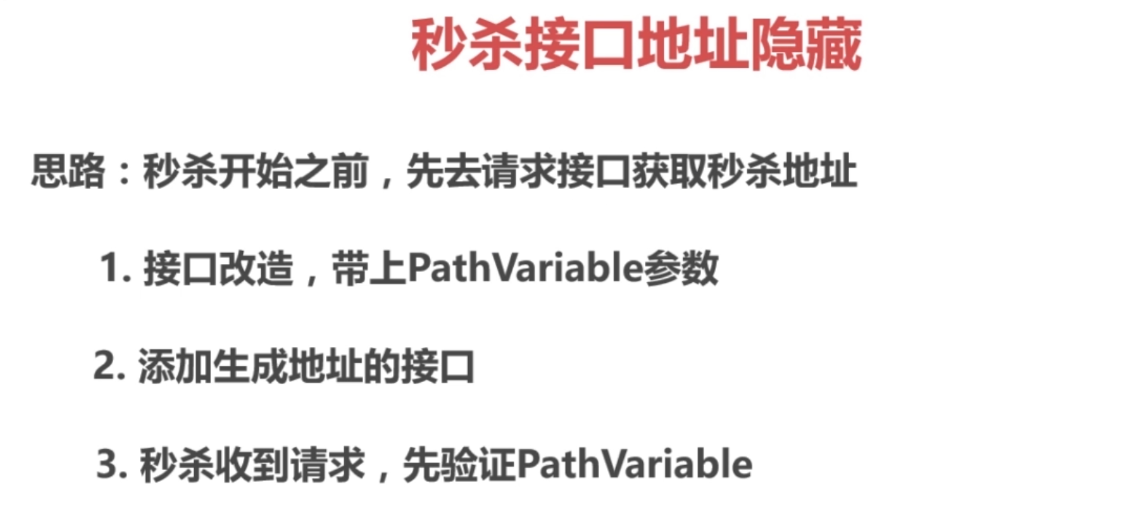 秒杀接口地址隐藏
思路：秒杀开始之前，先去请求接口获取秒杀地址
1. 接口改造，带上PathVariable参数
2. 添加生成地址的接口
3. 秒杀收到请求，先验证PathVariable